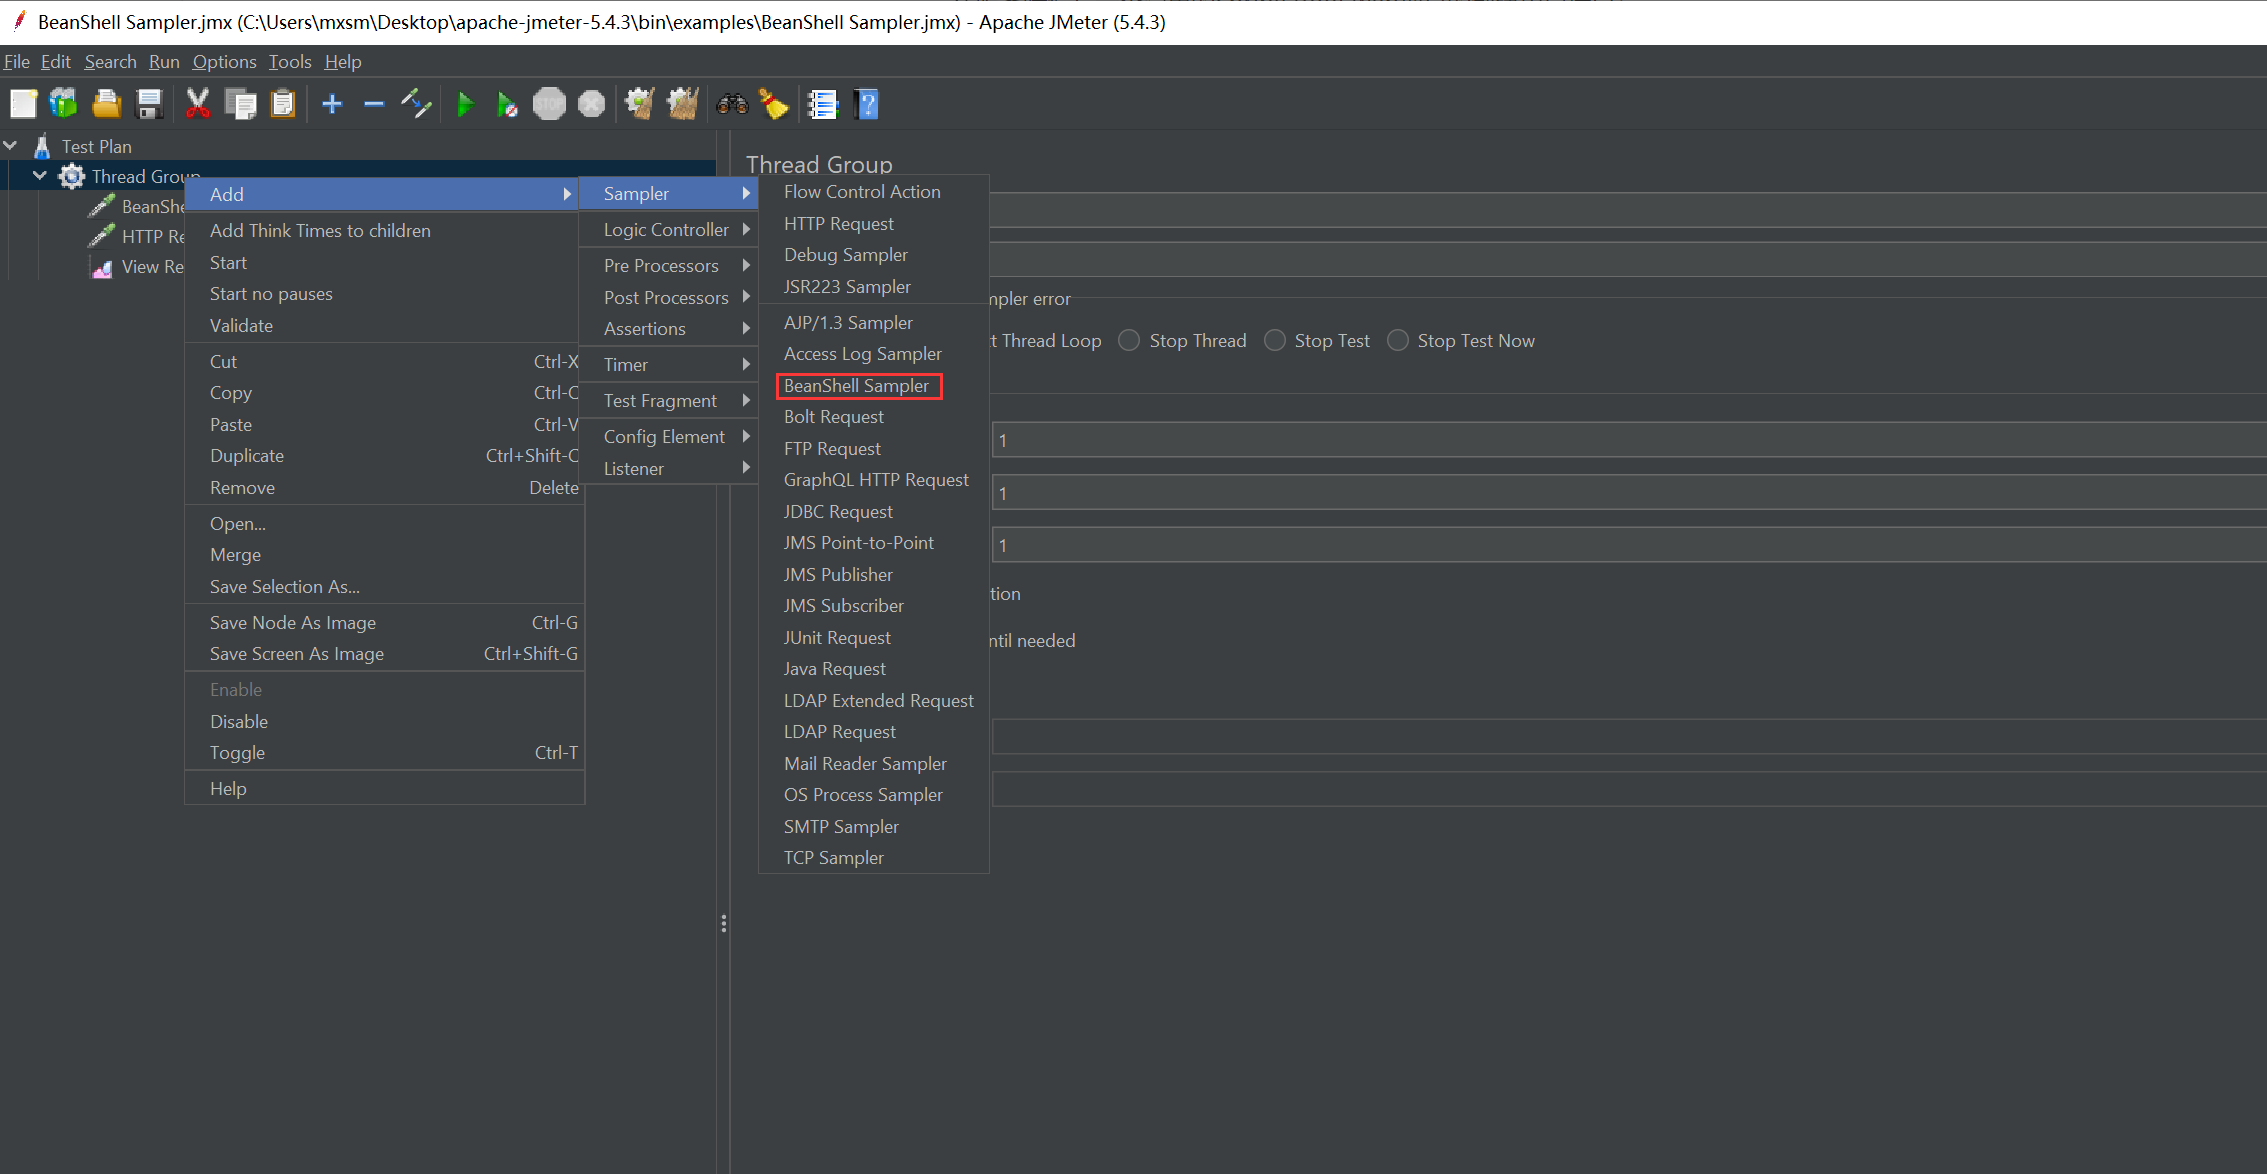 BeanShell Sampler.jmx (C:\Users\mxsm\Desktop\apache-jmeter-5.4.3\bin\examples\BeanShell Sampler.jmx) - Apache JMeter (5.4.3)
File Edit Search Run Options Tools Help
STOP
Test Plan
Thread Group
BeanShe
HTTP Re
View Re
Add
Add Think Times to children
Start
Start no pauses
Validate
Cut Ctrl-X
Copy Ctrl-C
Paste Ctrl-V
Duplicate Ctrl+Shift-C
Remove Delete
Open...
Merge
Save Selection As...
Save Node As Image Ctrl-G
Save Screen As Image Ctrl+Shift-G
Enable
Disable
Toggle Ctrl-T
Help
Sampler
Logic Controller
Pre Processors
Post Processors
Assertions
Timer
Test Fragment
Config Element
Listener
Flow Control Action
HTTP Request
Debug Sampler
JSR223 Sampler
AJP/1.3 Sampler
Access Log Sampler
BeanShell Sampler
Bolt Request
FTP Request
GraphQL HTTP Request
JDBC Request
JMS Point-to-Point
JMS Publisher
JMS Subscriber
JUnit Request
Java Request
LDAP Extended Request
LDAP Request
Mail Reader Sampler
OS Process Sampler
SMTP Sampler
TCP Sampler
Thread Group
mpler error
t Thread Loop Stop Thread Stop Test Stop Test Now
1
1
1
tion
ntil needed